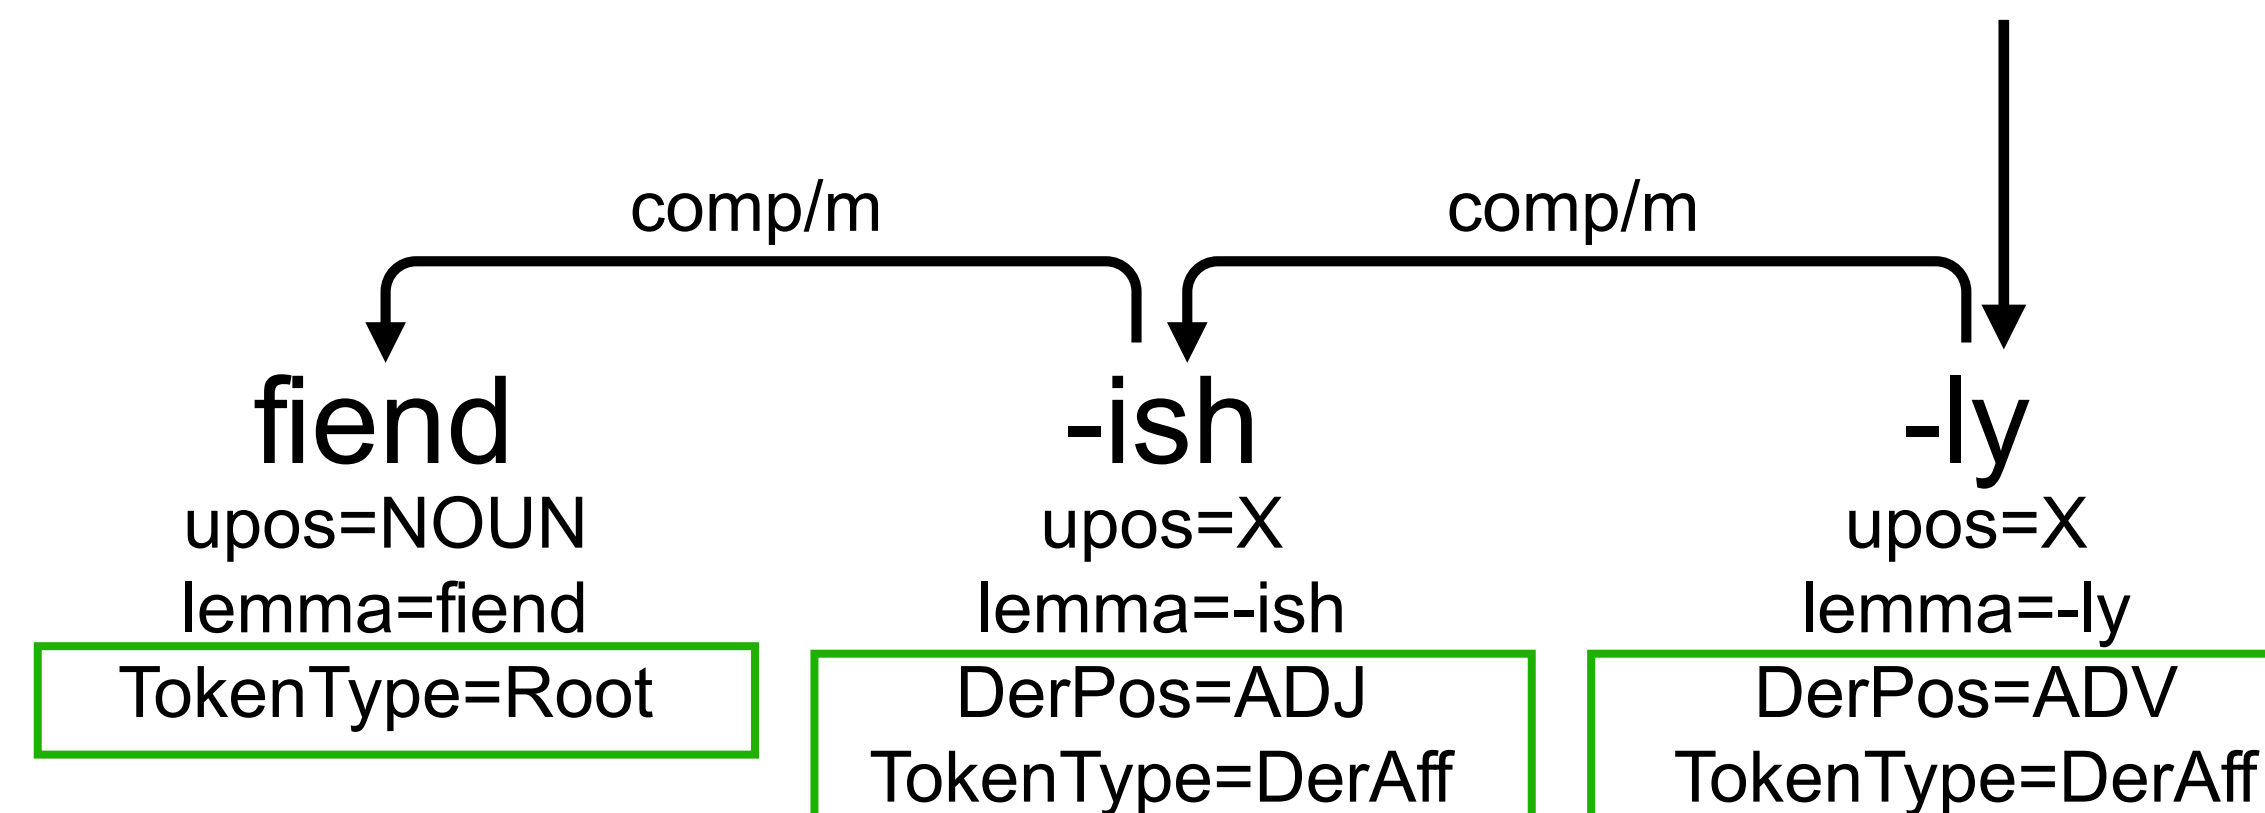 comp/m comp/m
fiend -ish -ly
upos=NOUN upos=X upos=X
lemma=fiend lemma=-ish lemma=-ly
TokenType=Root DerPos=ADJ DerPos=ADV
TokenType=DerAff TokenType=DerAff